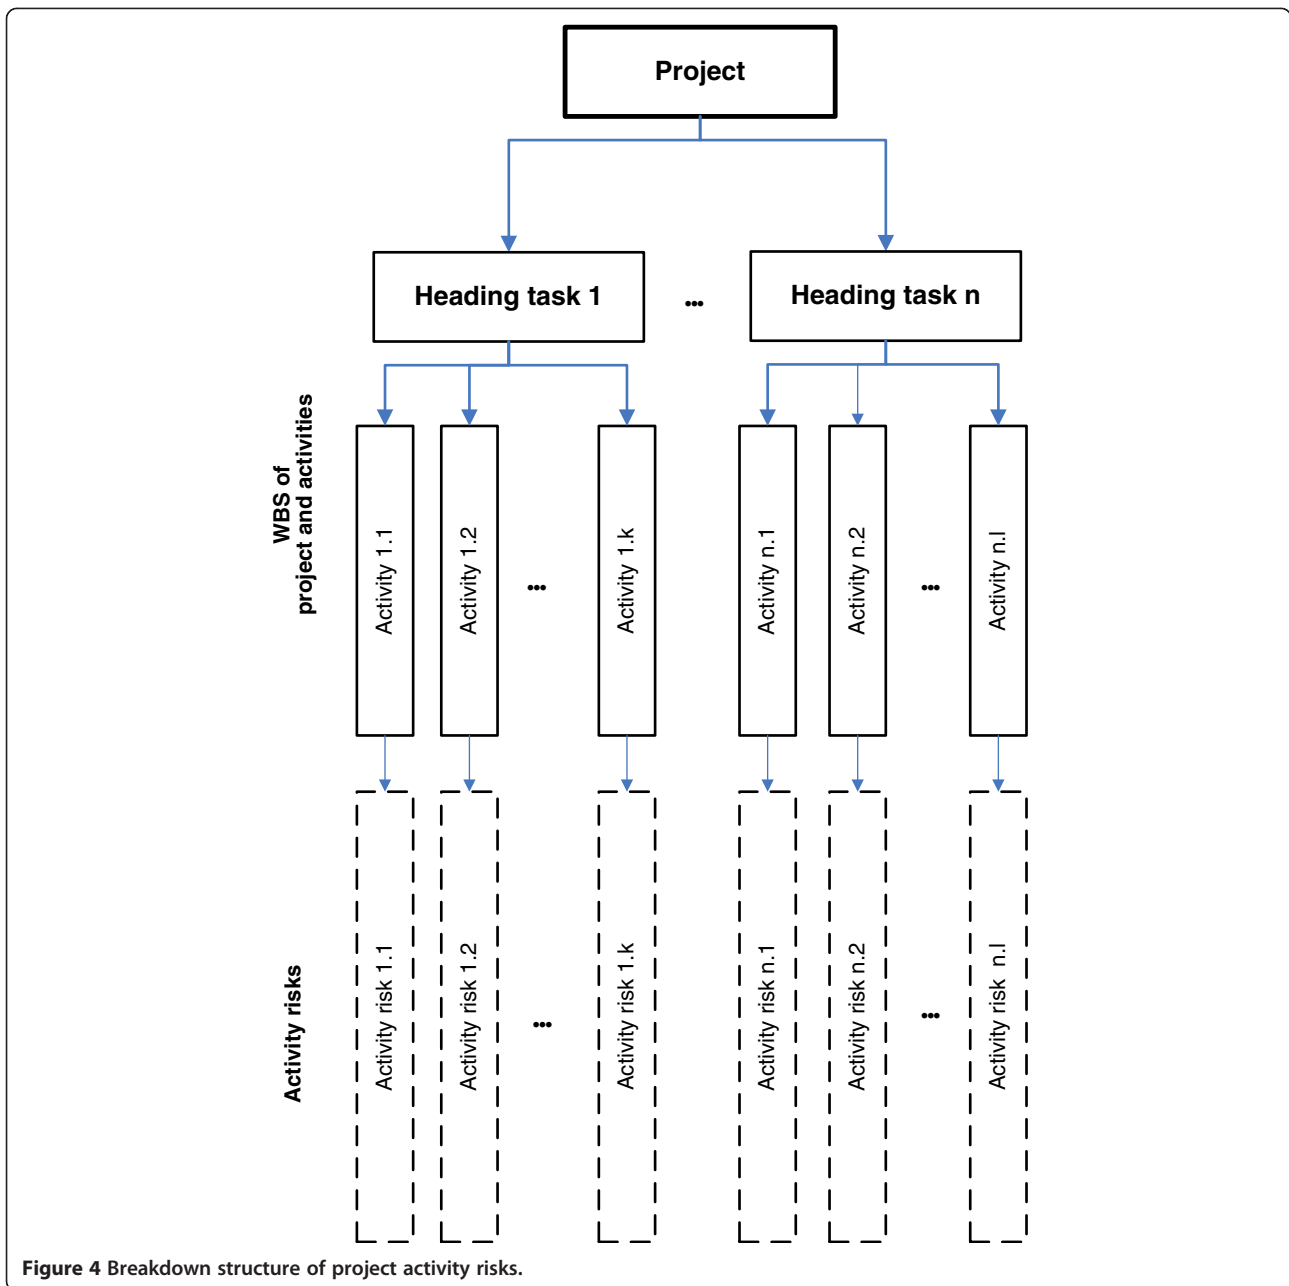 Project
Heading task 1
...
Heading task n
WBS of
project and activities
Activity 1.1
Activity 1.2
...
Activity 1.k
Activity n.1
Activity n.2
...
Activity n.l
Activity risks
Activity risk 1.1
Activity risk 1.2
...
Activity risk 1.k
Activity risk n.1
Activity risk n.2
...
Activity risk n.l
Figure 4 Breakdown structure of project activity risks.